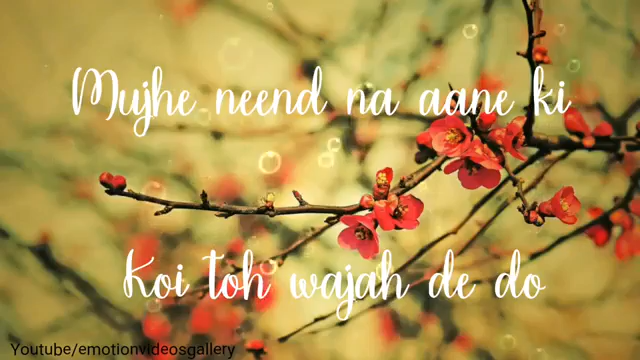 Mujhe neend na aane ki
Koi toh wajah de do
Youtube/emotionvideosgallery